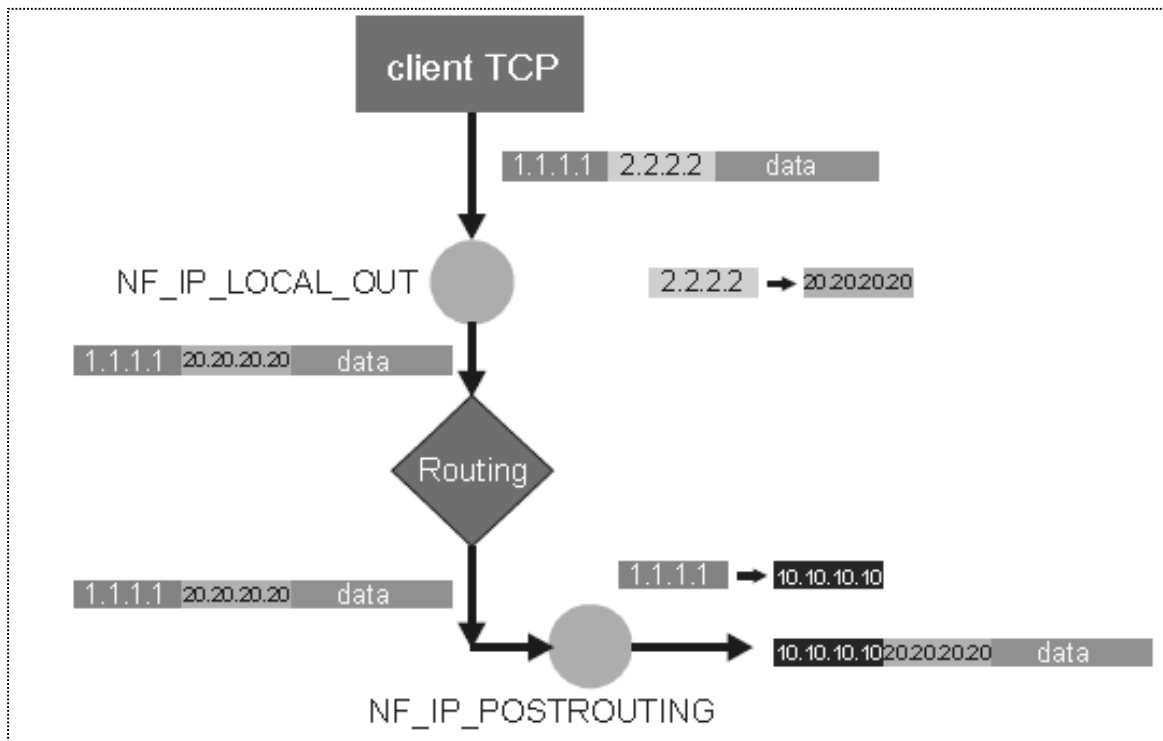 client TCP
1.1.1.1 2.2.2.2 data
NF_IP_LOCAL_OUT
2.2.2.2 20.20.20.20
1.1.1.1 20.20.20.20 data
Routing
1.1.1.1 10.10.10.10
1.1.1.1 20.20.20.20 data
10.10.10.10 20.20.20.20 data
NF_IP_POSTROUTING